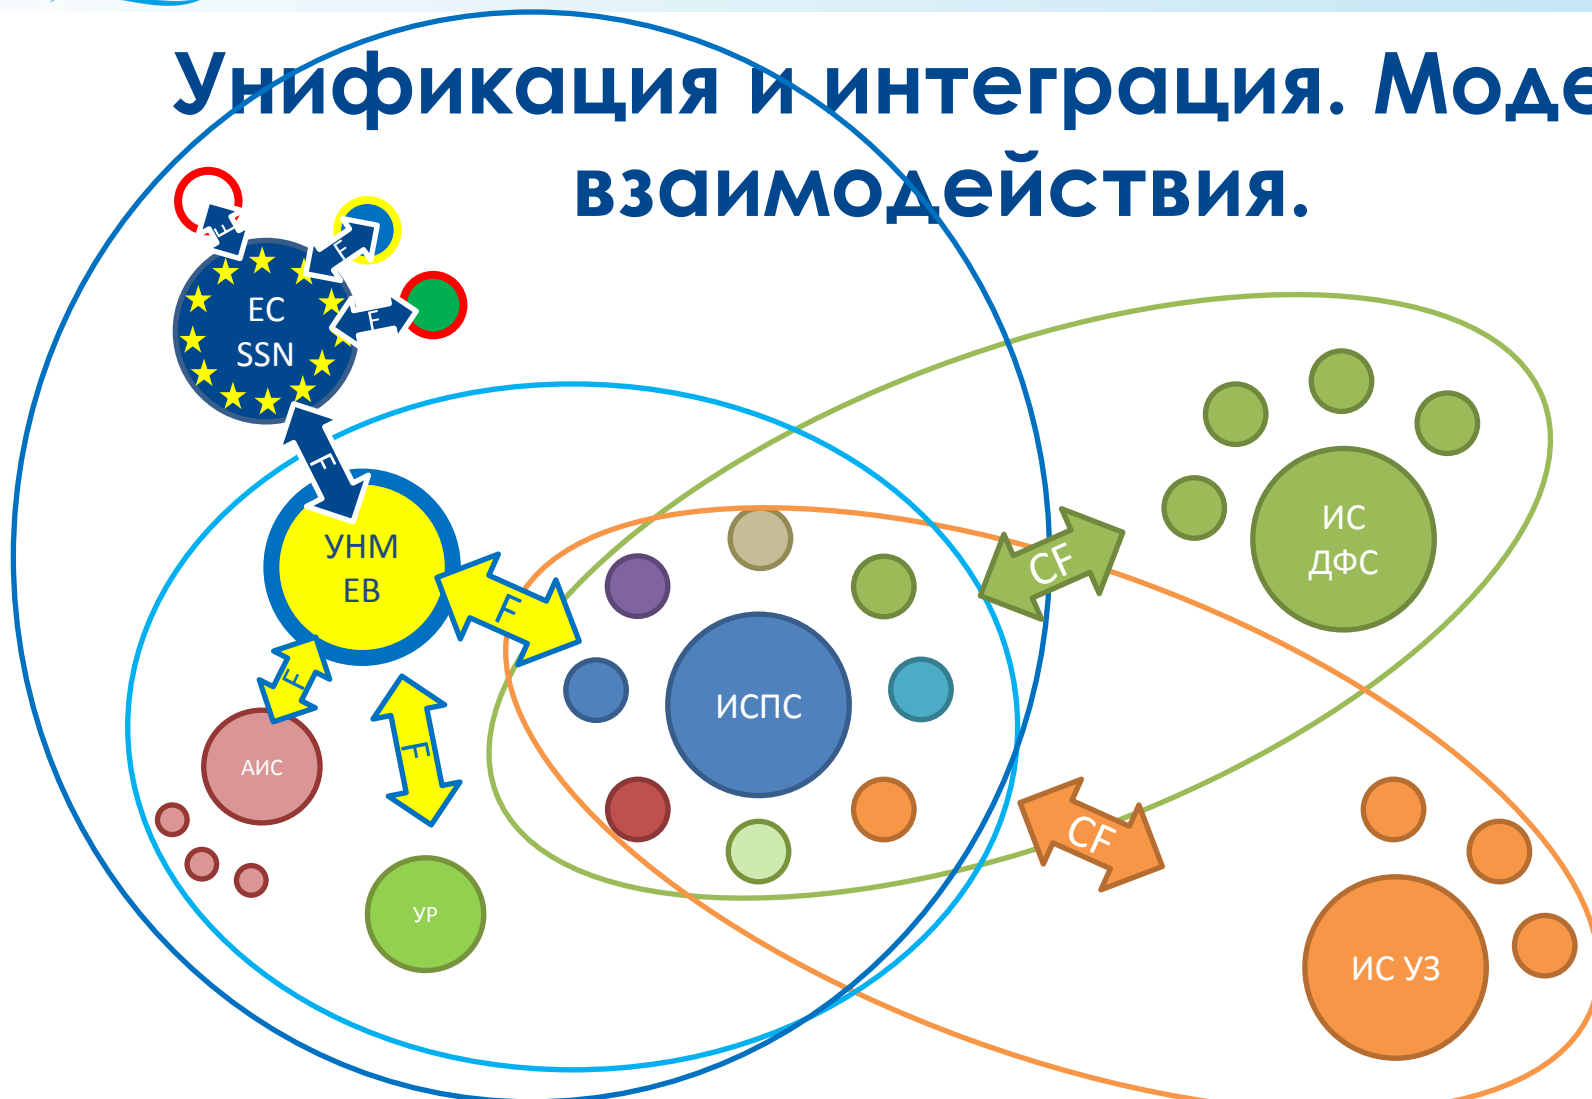 Унификация и интеграция. Моде
взаимодействия.
F
F
F
ЕС
SSN
F
УНМ
ЕВ
F
F
F
АИС
УР
ИСПС
CF
ИС
ДФС
CF
ИС УЗ